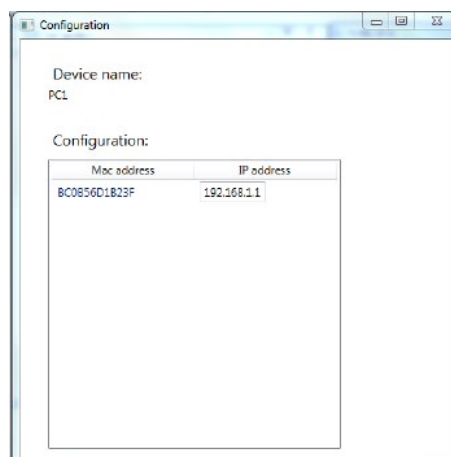 Configuration
Device name:
PC1
Configuration:
Mac address IP address
BC0856D1B23F 192.168.1.1